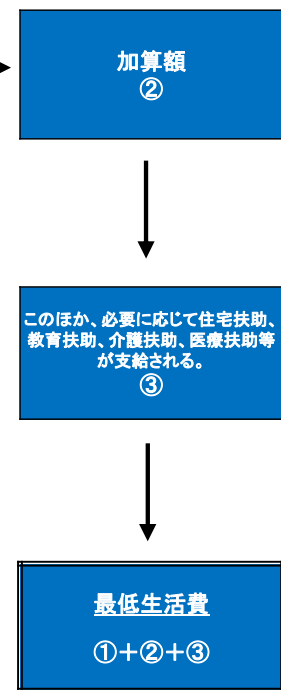 加算額
②
このほか、必要に応じて住宅扶助、
教育扶助、介護扶助、医療扶助等
が支給される。
③
最低生活費
①+②+③